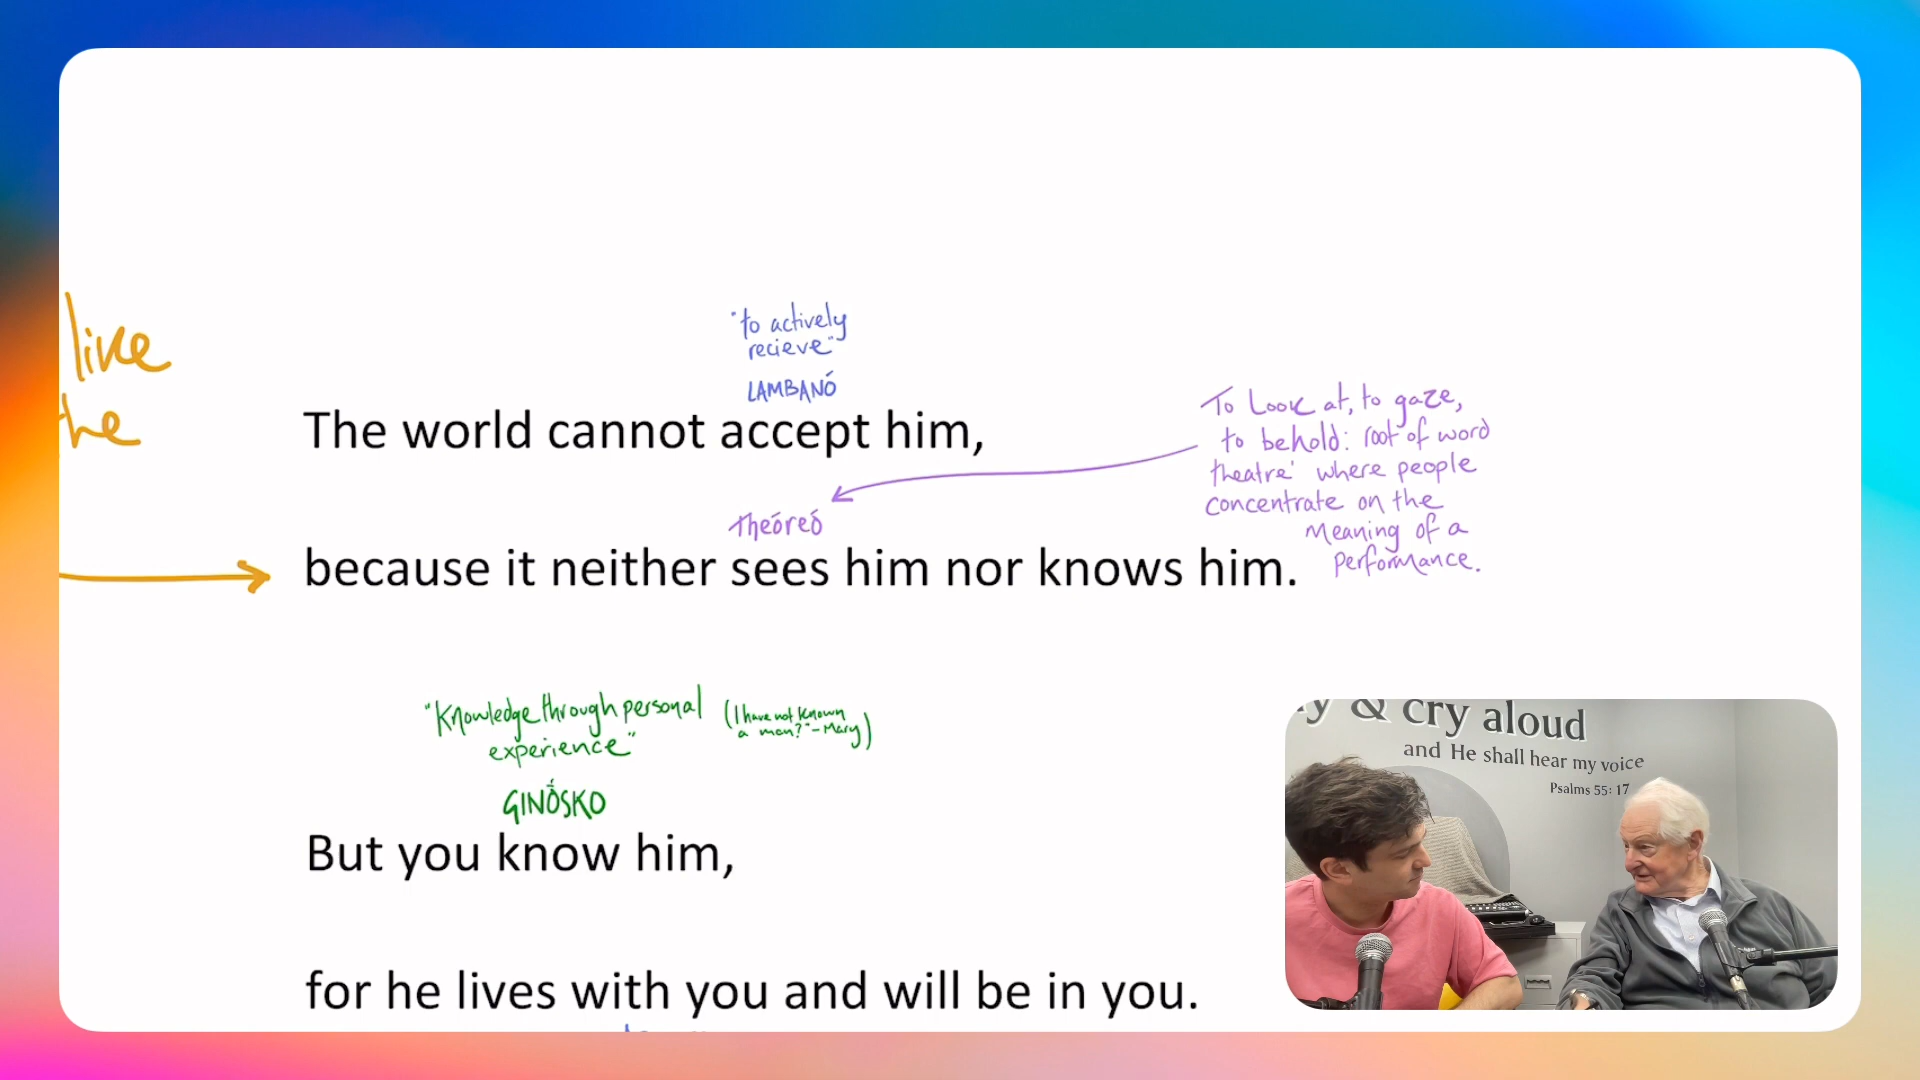 live
the
"to actively
recieve"
LAMBANÓ
The world cannot accept him,
To Look at, to gaze,
to behold: root of word
theatre' where people
concentrate on the
Meaning of a
Performance.
Theóreó
because it neither sees him nor knows him.
"Knowledge through personal
experience"
(I have not known
a man?" - Mary)
GINÓSKO
But you know him,
for he lives with you and will be in you.
& cry aloud
and He shall hear my voice
Psalms 55: 17